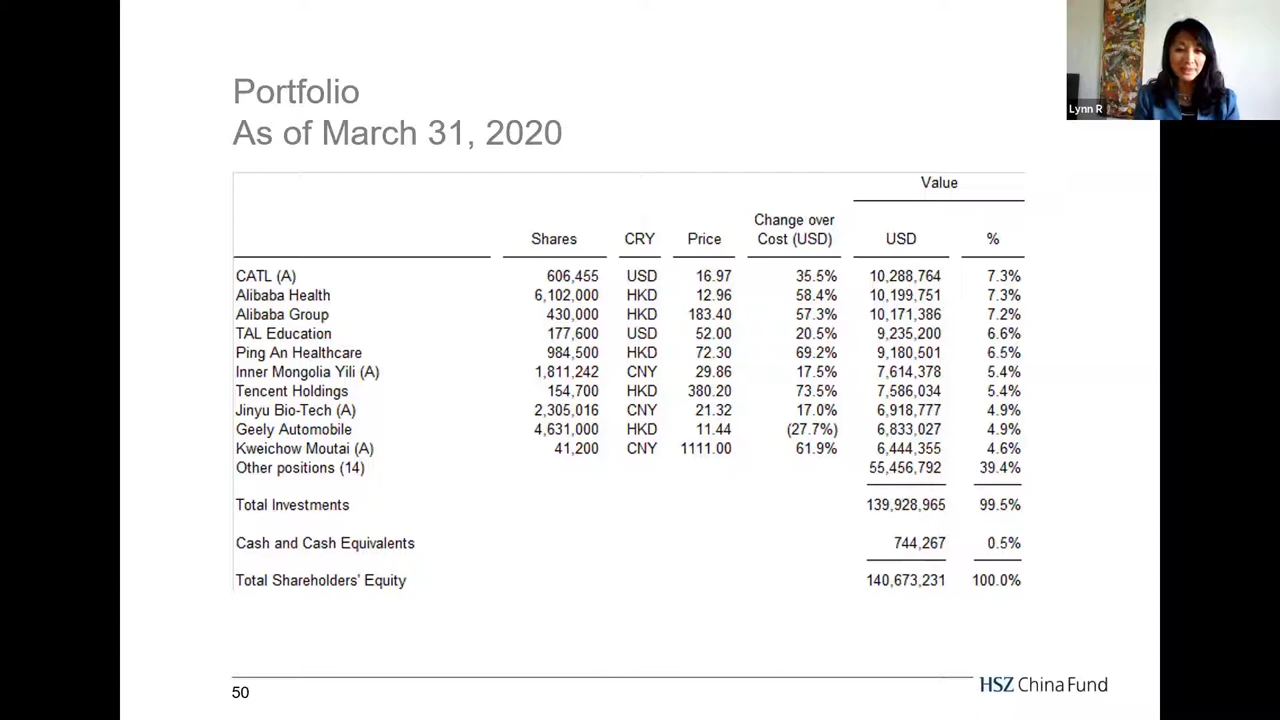 Lynn R
Portfolio
As of March 31, 2020
Value
Change over
Shares CRY Price Cost (USD) USD %
CATL (A) 606,455 USD 16.97 35.5% 10,288,764 7.3%
Alibaba Health 6,102,000 HKD 12.96 58.4% 10,199,751 7.3%
Alibaba Group 430,000 HKD 183.40 57.3% 10,171,386 7.2%
TAL Education 177,600 USD 52.00 20.5% 9,235,200 6.6%
Ping An Healthcare 984,500 HKD 72.30 69.2% 9,180,501 6.5%
Inner Mongolia Yili (A) 1,811,242 CNY 29.86 17.5% 7,614,378 5.4%
Tencent Holdings 154,700 HKD 380.20 73.5% 7,586,034 5.4%
Jinyu Bio-Tech (A) 2,305,016 CNY 21.32 17.0% 6,918,777 4.9%
Geely Automobile 4,631,000 HKD 11.44 (27.7%) 6,833,027 4.9%
Kweichow Moutai (A) 41,200 CNY 1111.00 61.9% 6,444,355 4.6%
Other positions (14) 55,456,792 39.4%
Total Investments 139,928,965 99.5%
Cash and Cash Equivalents 744,267 0.5%
Total Shareholders' Equity 140,673,231 100.0%
50
HSZ China Fund